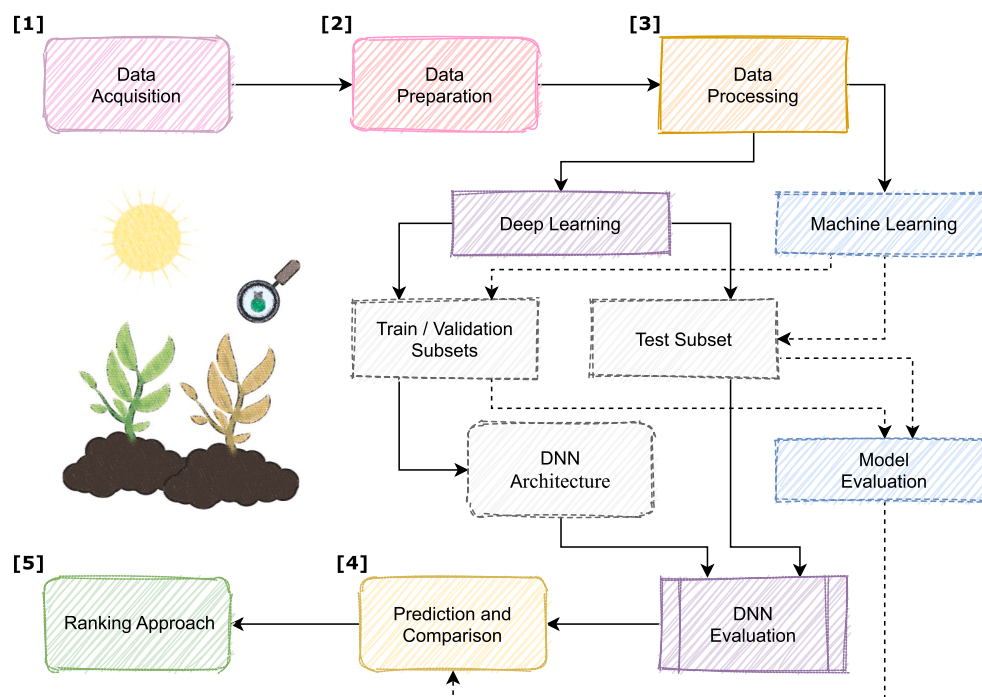 [1]
Data
Acquisition
[2]
Data
Preparation
[3]
Data
Processing
Deep Learning
Machine Learning
Train / Validation
Subsets
Test Subset
DNN
Architecture
Model
Evaluation
[5]
Ranking Approach
[4]
Prediction and
Comparison
DNN
Evaluation